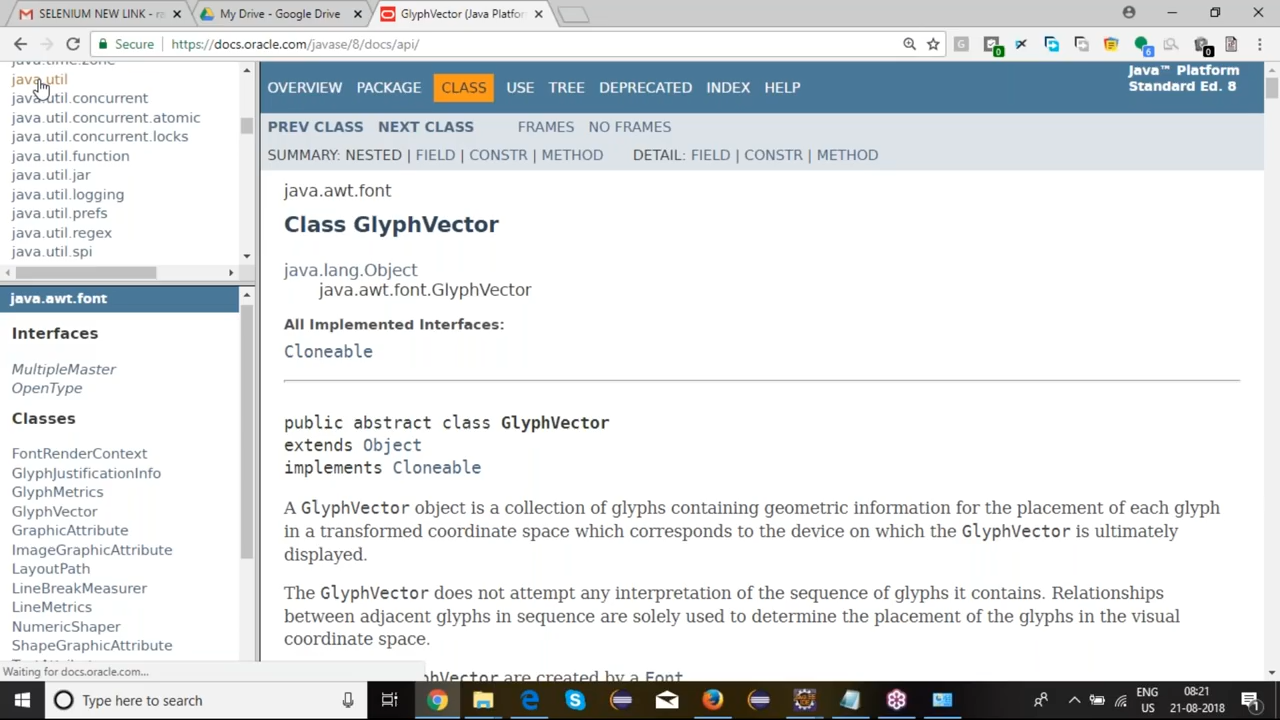 SELENIUM NEW LINK - ra
My Drive - Google Drive
GlyphVector (Java Platfor
Secure
https://docs.oracle.com/javase/8/docs/api/
java.time.zone
java.util
java.util.concurrent
java.util.concurrent.atomic
java.util.concurrent.locks
java.util.function
java.util.jar
java.util.logging
java.util.prefs
java.util.regex
java.util.spi
java.awt.font
Interfaces
MultipleMaster
OpenType
Classes
FontRenderContext
GlyphJustificationInfo
GlyphMetrics
GlyphVector
GraphicAttribute
ImageGraphicAttribute
LayoutPath
LineBreakMeasurer
LineMetrics
NumericShaper
ShapeGraphicAttribute
OVERVIEW PACKAGE CLASS USE TREE DEPRECATED INDEX HELP
Java™ Platform
Standard Ed. 8
PREV CLASS NEXT CLASS FRAMES NO FRAMES
SUMMARY: NESTED | FIELD | CONSTR | METHOD DETAIL: FIELD | CONSTR | METHOD
java.awt.font
Class GlyphVector
java.lang.Object
java.awt.font.GlyphVector
All Implemented Interfaces:
Cloneable
public abstract class GlyphVector
extends Object
implements Cloneable
A GlyphVector object is a collection of glyphs containing geometric information for the placement of each glyph
in a transformed coordinate space which corresponds to the device on which the GlyphVector is ultimately
displayed.
The GlyphVector does not attempt any interpretation of the sequence of glyphs it contains. Relationships
between adjacent glyphs in sequence are solely used to determine the placement of the glyphs in the visual
coordinate space.
are created by a Font
Waiting for docs.oracle.com...
Type here to search
ENG
US
08:21
21-08-2018